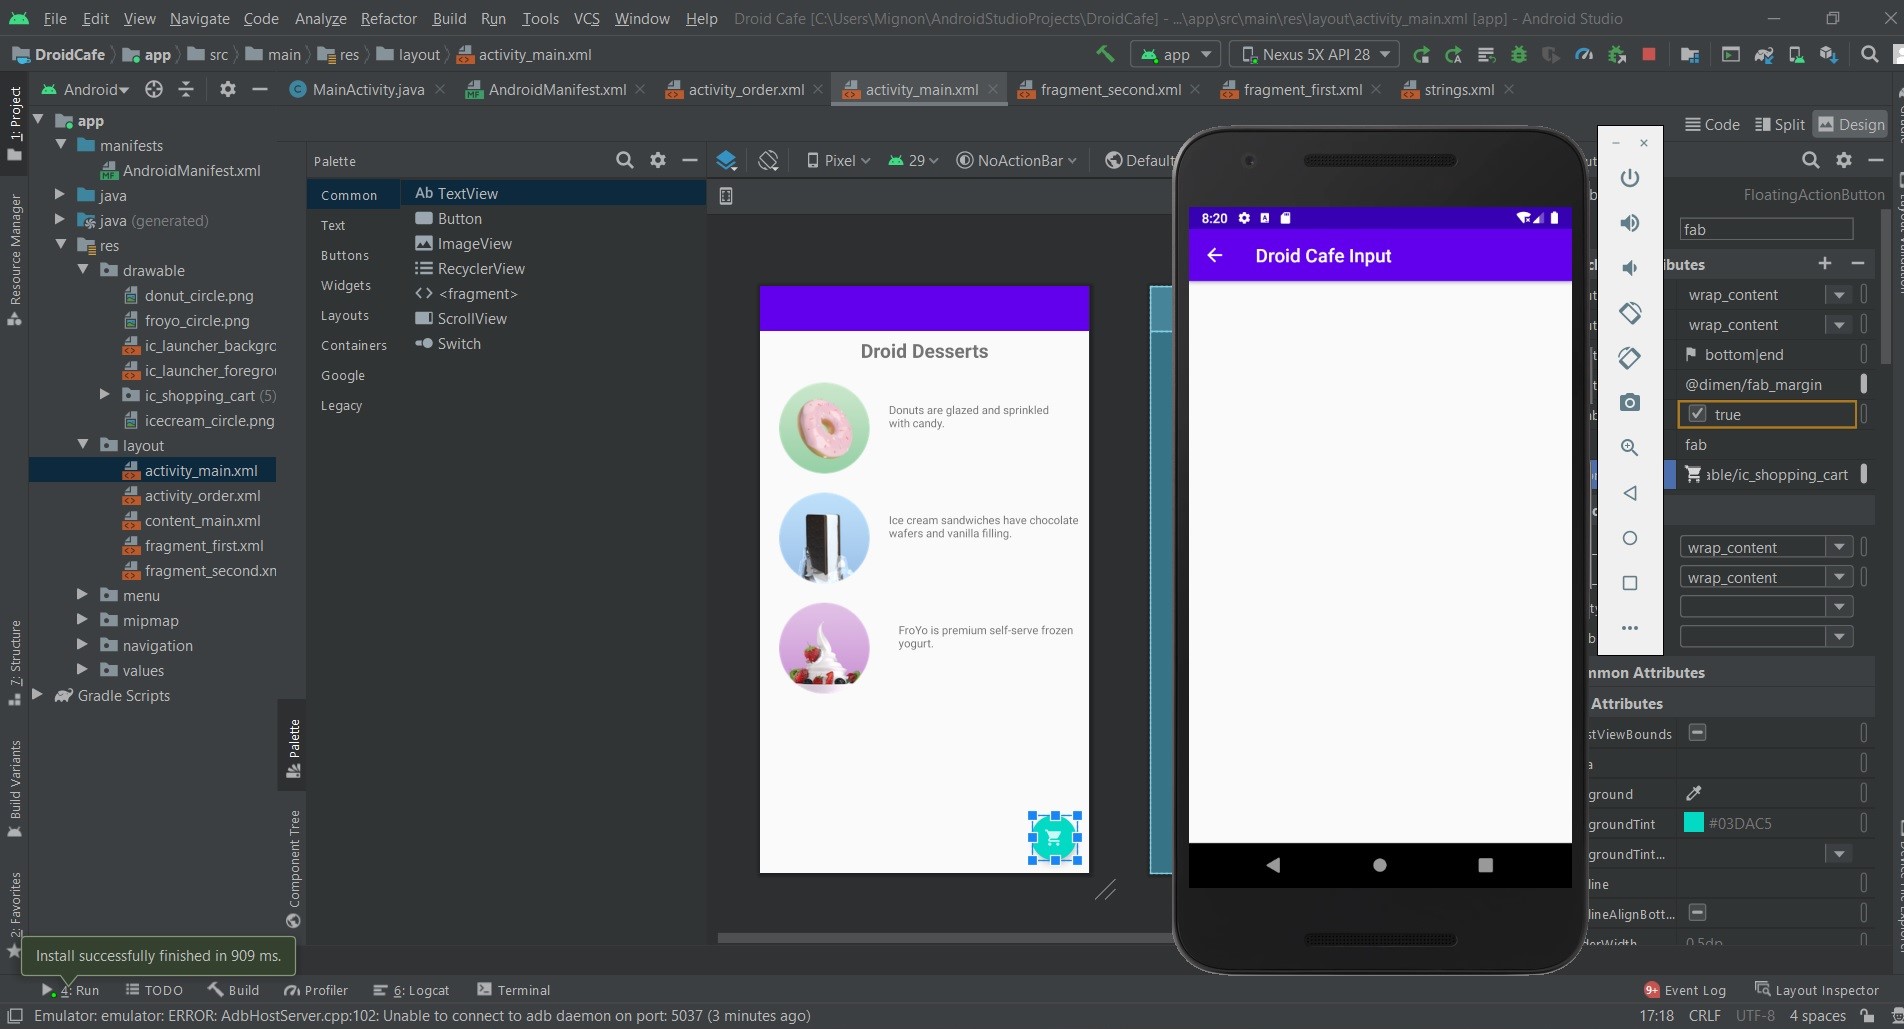 File Edit View Navigate Code Analyze Refactor Build Run Tools VCS Window Help Droid Cafe [C:\Users\Mignon\AndroidStudioProjects\DroidCafe] - ...\app\src\main\res\layout\activity_main.xml [app] - Android Studio
DroidCafe app src main res layout activity_main.xml app Nexus 5X API 28
Android MainActivity.java AndroidManifest.xml activity_order.xml activity_main.xml fragment_second.xml fragment_first.xml strings.xml
1: Project
Resource Manager
7: Structure
Build Variants
2: Favorites
app
manifests
AndroidManifest.xml
java
java (generated)
res
drawable
donut_circle.png
froyo_circle.png
ic_launcher_backgro
ic_launcher_foregrou
ic_shopping_cart (5)
icecream_circle.png
layout
activity_main.xml
activity_order.xml
content_main.xml
fragment_first.xml
fragment_second.xm
menu
mipmap
navigation
values
Gradle Scripts
Palette
Component Tree
Palette
Common
Text
Buttons
Widgets
Layouts
Containers
Google
Legacy
Ab TextView
Button
ImageView
RecyclerView
<fragment>
ScrollView
Switch
Pixel 29 NoActionBar Default
Droid Desserts
Donuts are glazed and sprinkled
with candy.
Ice cream sandwiches have chocolate
wafers and vanilla filling.
FroYo is premium self-serve frozen
yogurt.
8:20
Droid Cafe Input
Code Split Design
FloatingActionButton
fab
ibutes
wrap_content
wrap_content
bottom|end
@dimen/fab_margin
true
fab
able/ic_shopping_cart
wrap_content
wrap_content
mmon Attributes
Attributes
stViewBounds
a
ground
groundTint #03DAC5
groundTint...
line
lineAlignBott...
derWidth 0.5dp
Install successfully finished in 909 ms.
4: Run TODO Build Profiler 6: Logcat Terminal 9+ Event Log Layout Inspector
Emulator: emulator: ERROR: AdbHostServer.cpp:102: Unable to connect to adb daemon on port: 5037 (3 minutes ago) 17:18 CRLF UTF-8 4 spaces